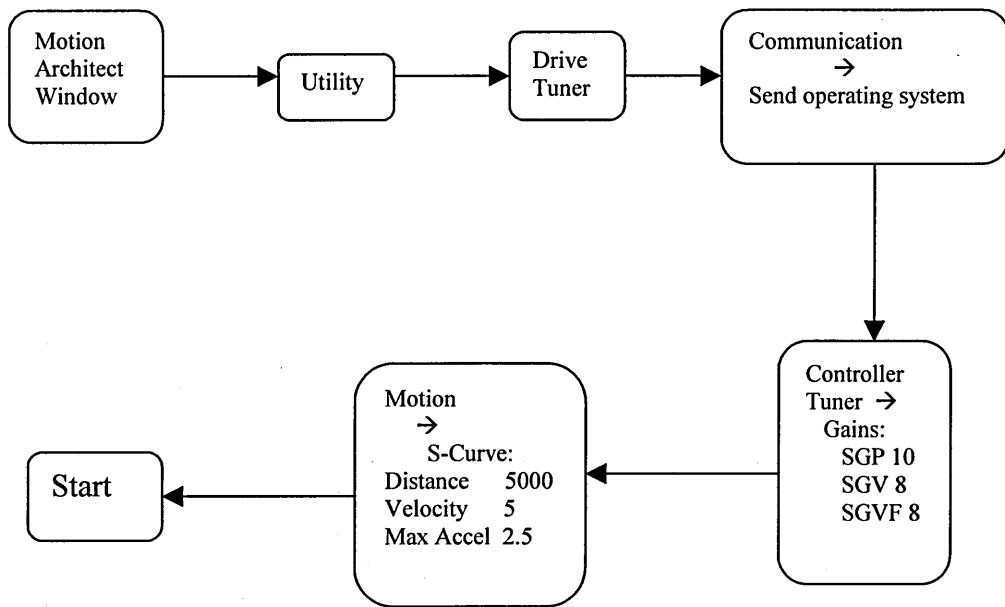 Motion
Architect
Window
Utility
Drive
Tuner
Communication
→
Send operating system
Controller
Tuner →
Gains:
SGP 10
SGV 8
SGVF 8
Motion
→
S-Curve:
Distance 5000
Velocity 5
Max Accel 2.5
Start